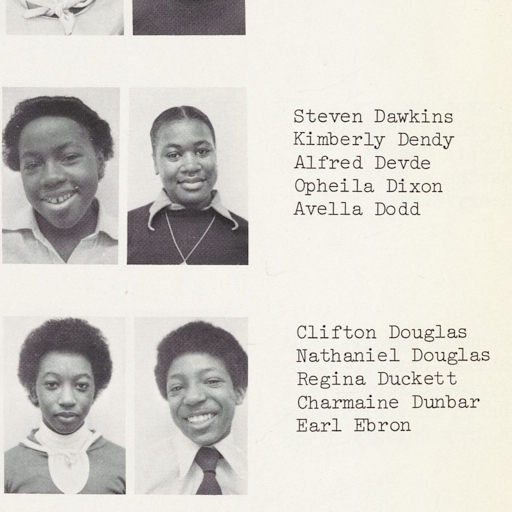 Steven Dawkins
Kimberly Dendy
Alfred Devde
Opheila Dixon
Avella Dodd
Clifton Douglas
Nathaniel Douglas
Regina Duckett
Charmaine Dunbar
Earl Ebron